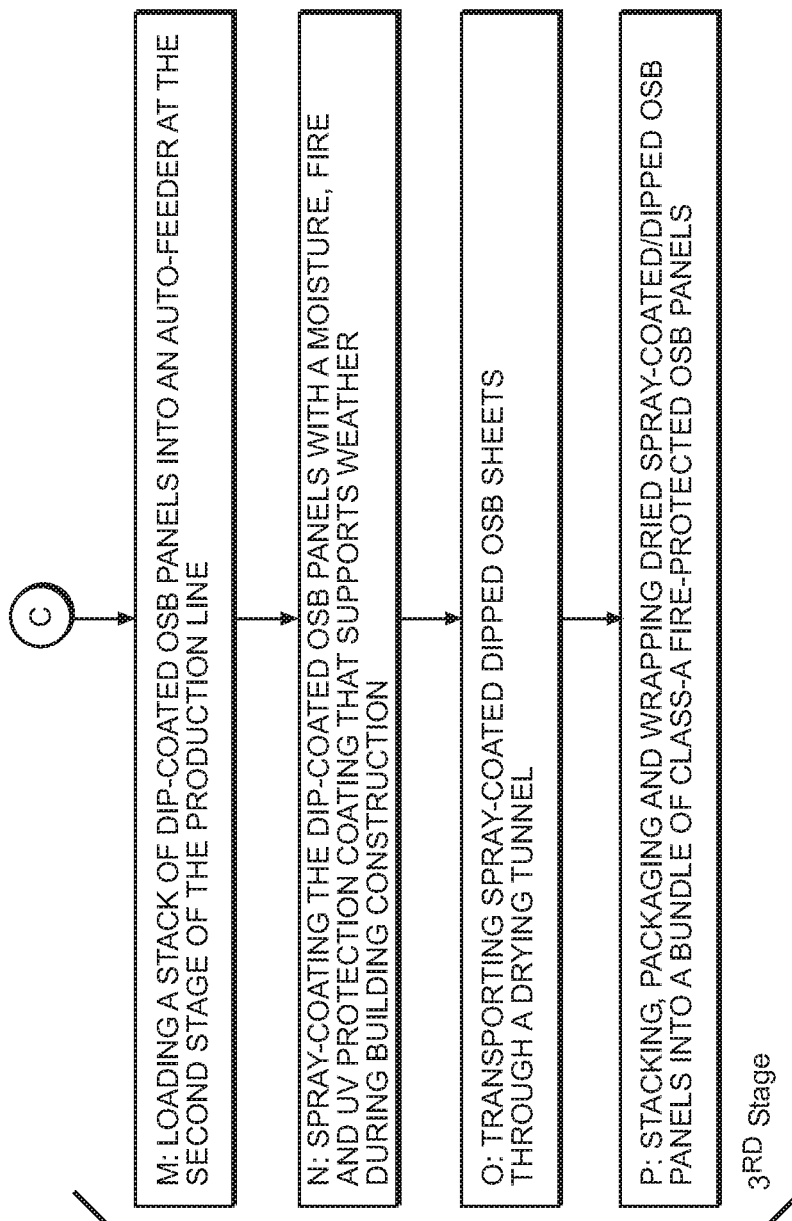 C
M: LOADING A STACK OF DIP-COATED OSB PANELS INTO AN AUTO-FEEDER AT THE
SECOND STAGE OF THE PRODUCTION LINE
N: SPRAY-COATING THE DIP-COATED OSB PANELS WITH A MOISTURE, FIRE
AND UV PROTECTION COATING THAT SUPPORTS WEATHER
DURING BUILDING CONSTRUCTION
O: TRANSPORTING SPRAY-COATED DIPPED OSB SHEETS
THROUGH A DRYING TUNNEL
P: STACKING, PACKAGING AND WRAPPING DRIED SPRAY-COATED/DIPPED OSB
PANELS INTO A BUNDLE OF CLASS-A FIRE-PROTECTED OSB PANELS
3RD Stage